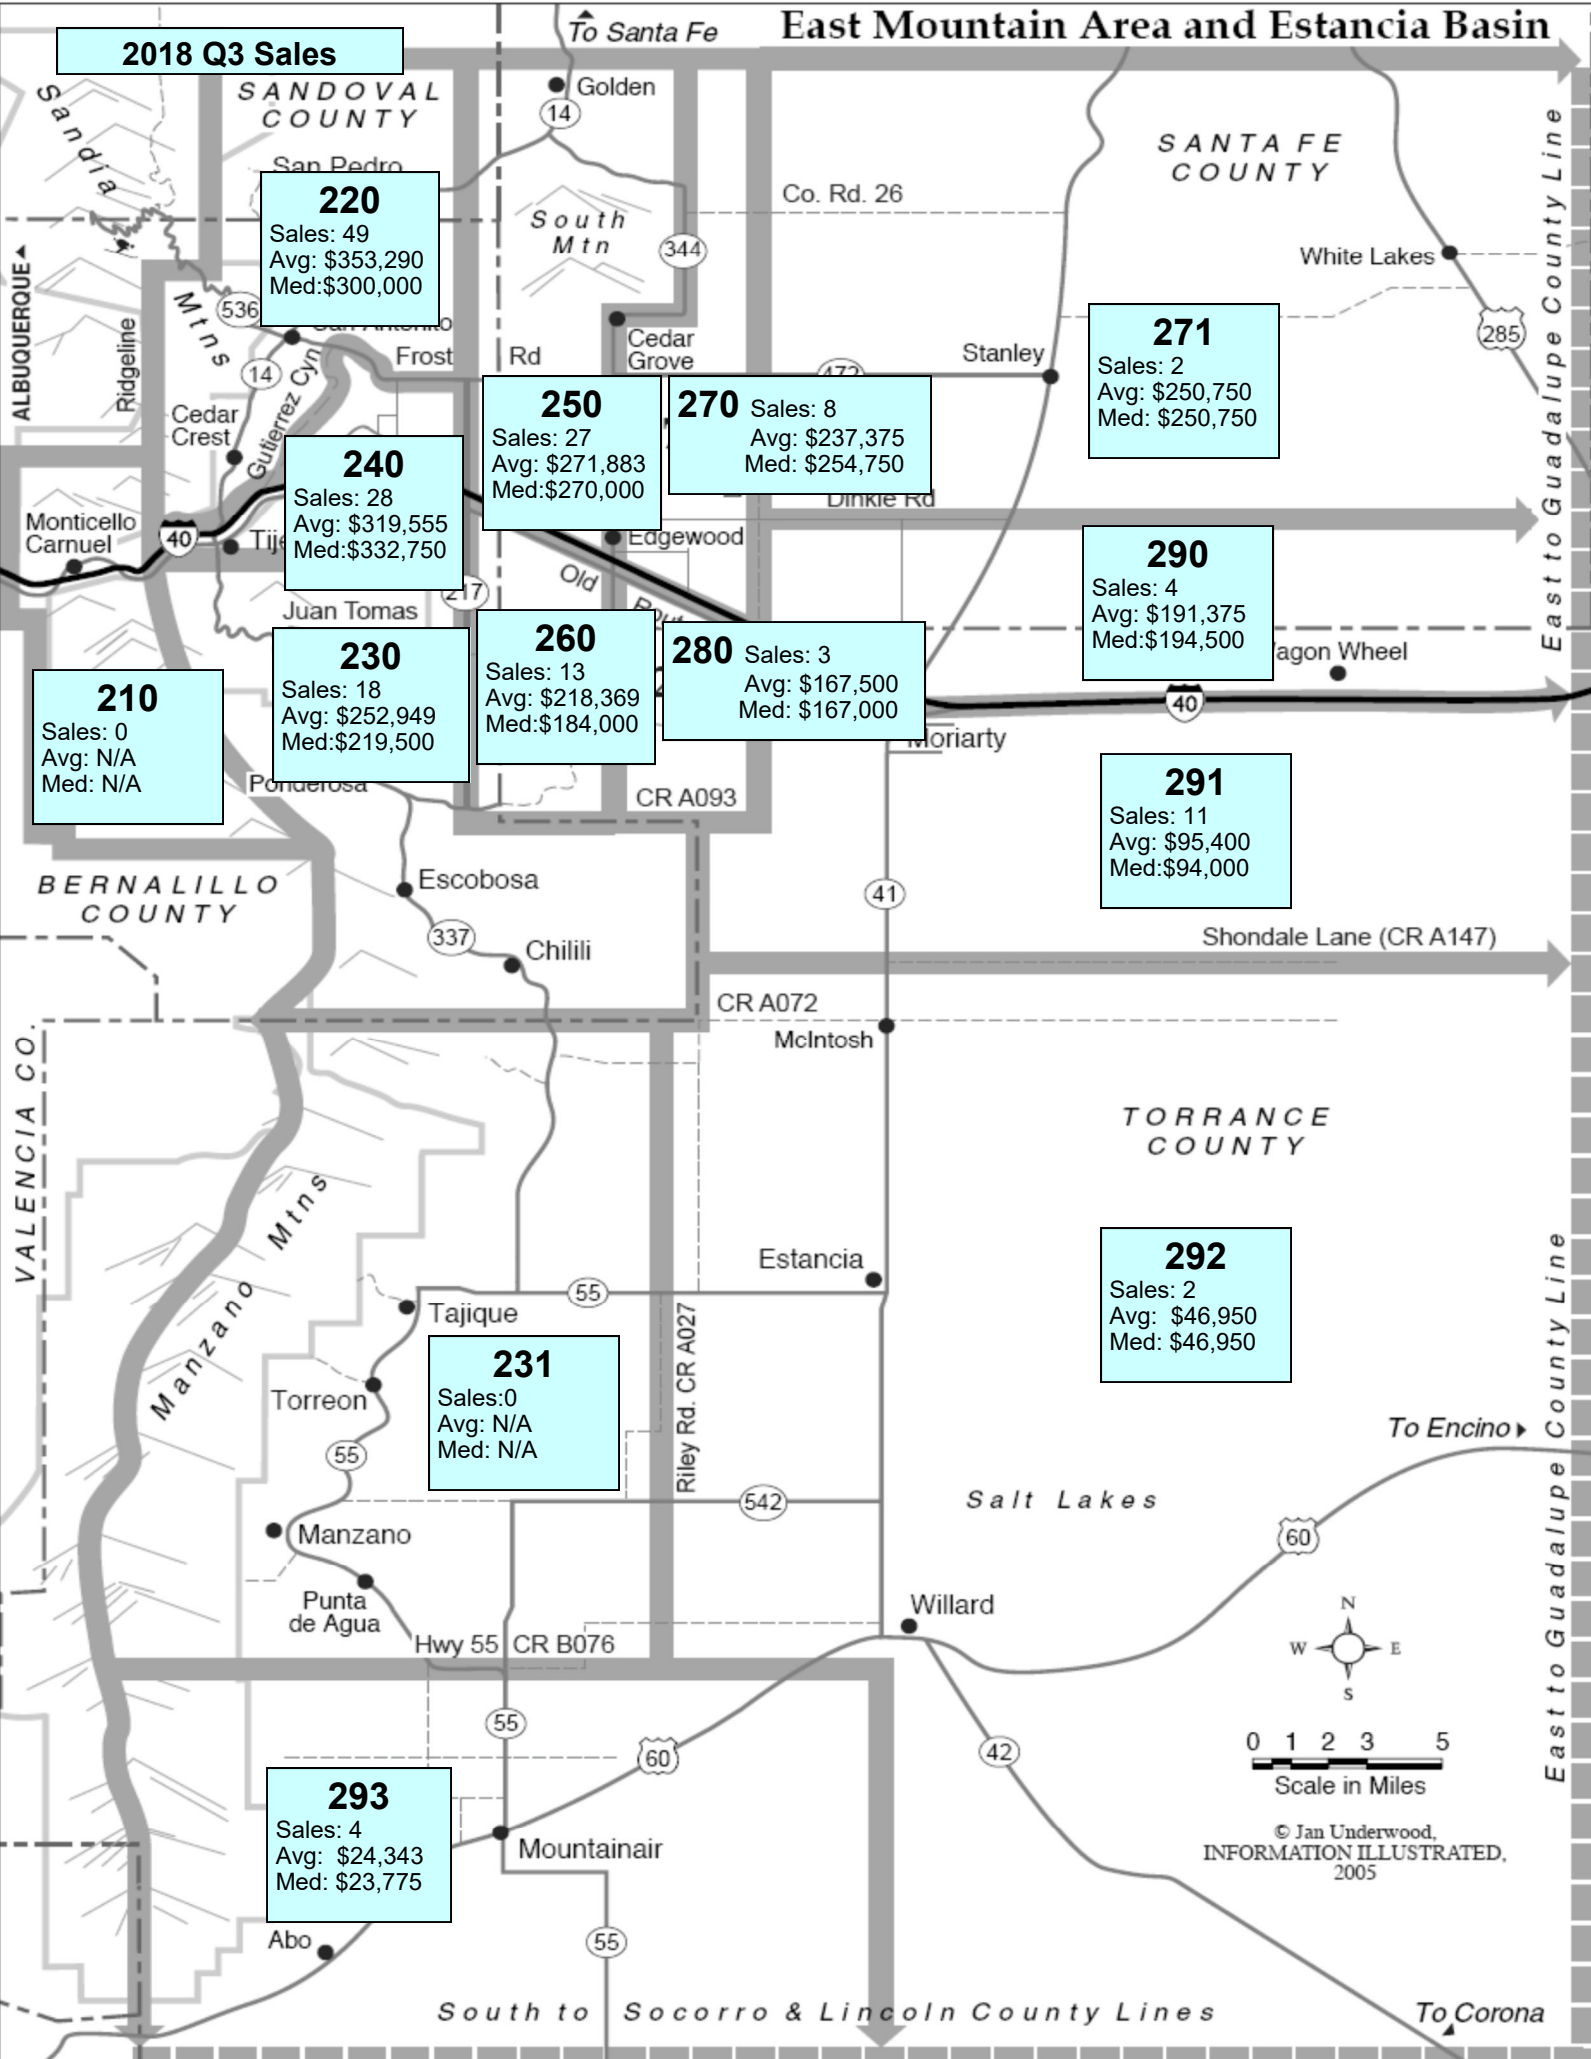 To Santa Fe
East Mountain Area and Estancia Basin
2018 Q3 Sales
SANDOVAL
COUNTY
Golden
14
Sandia
Mtns
SANTA FE
COUNTY
East to Guadalupe County Line
San Pedro
220
Sales: 49
Avg: $353,290
Med:$300,000
Co. Rd. 26
South
Mtn
344
White Lakes
285
ALBUQUERQUE
Ridgeline
536
14
Gutierrez Cyn
Frost
Rd
Cedar
Grove
472
Stanley
271
Sales: 2
Avg: $250,750
Med: $250,750
Cedar
Crest
250
Sales: 27
Avg: $271,883
Med:$270,000
270 Sales: 8
Avg: $237,375
Med: $254,750
Dinkle Rd
240
Sales: 28
Avg: $319,555
Med:$332,750
Monticello
Carnuel
40
Edgewood
Old
290
Sales: 4
Avg: $191,375
Med:$194,500
217
Juan Tomas
230
Sales: 18
Avg: $252,949
Med:$219,500
260
Sales: 13
Avg: $218,369
Med:$184,000
280 Sales: 3
Avg: $167,500
Med: $167,000
Wagon Wheel
40
Moriarty
210
Sales: 0
Avg: N/A
Med: N/A
Ponderosa
CR A093
291
Sales: 11
Avg: $95,400
Med:$94,000
BERNALILLO
COUNTY
Escobosa
41
337
Chilili
Shondale Lane (CR A147)
CR A072
McIntosh
VALENCIA CO.
TORRANCE
COUNTY
Manzano Mtns
Estancia
292
Sales: 2
Avg: $46,950
Med: $46,950
55
Tajique
Riley Rd. CR A027
231
Sales:0
Avg: N/A
Med: N/A
Torreon
55
To Encino
East to Guadalupe County Line
542
Salt Lakes
60
Manzano
Punta
de Agua
Willard
Hwy 55
CR B076
N
W
E
S
55
60
42
0 1 2 3 5
Scale in Miles
293
Sales: 4
Avg: $24,343
Med: $23,775
Mountainair
© Jan Underwood,
INFORMATION ILLUSTRATED,
2005
Abo
55
South to Socorro & Lincoln County Lines
To Corona